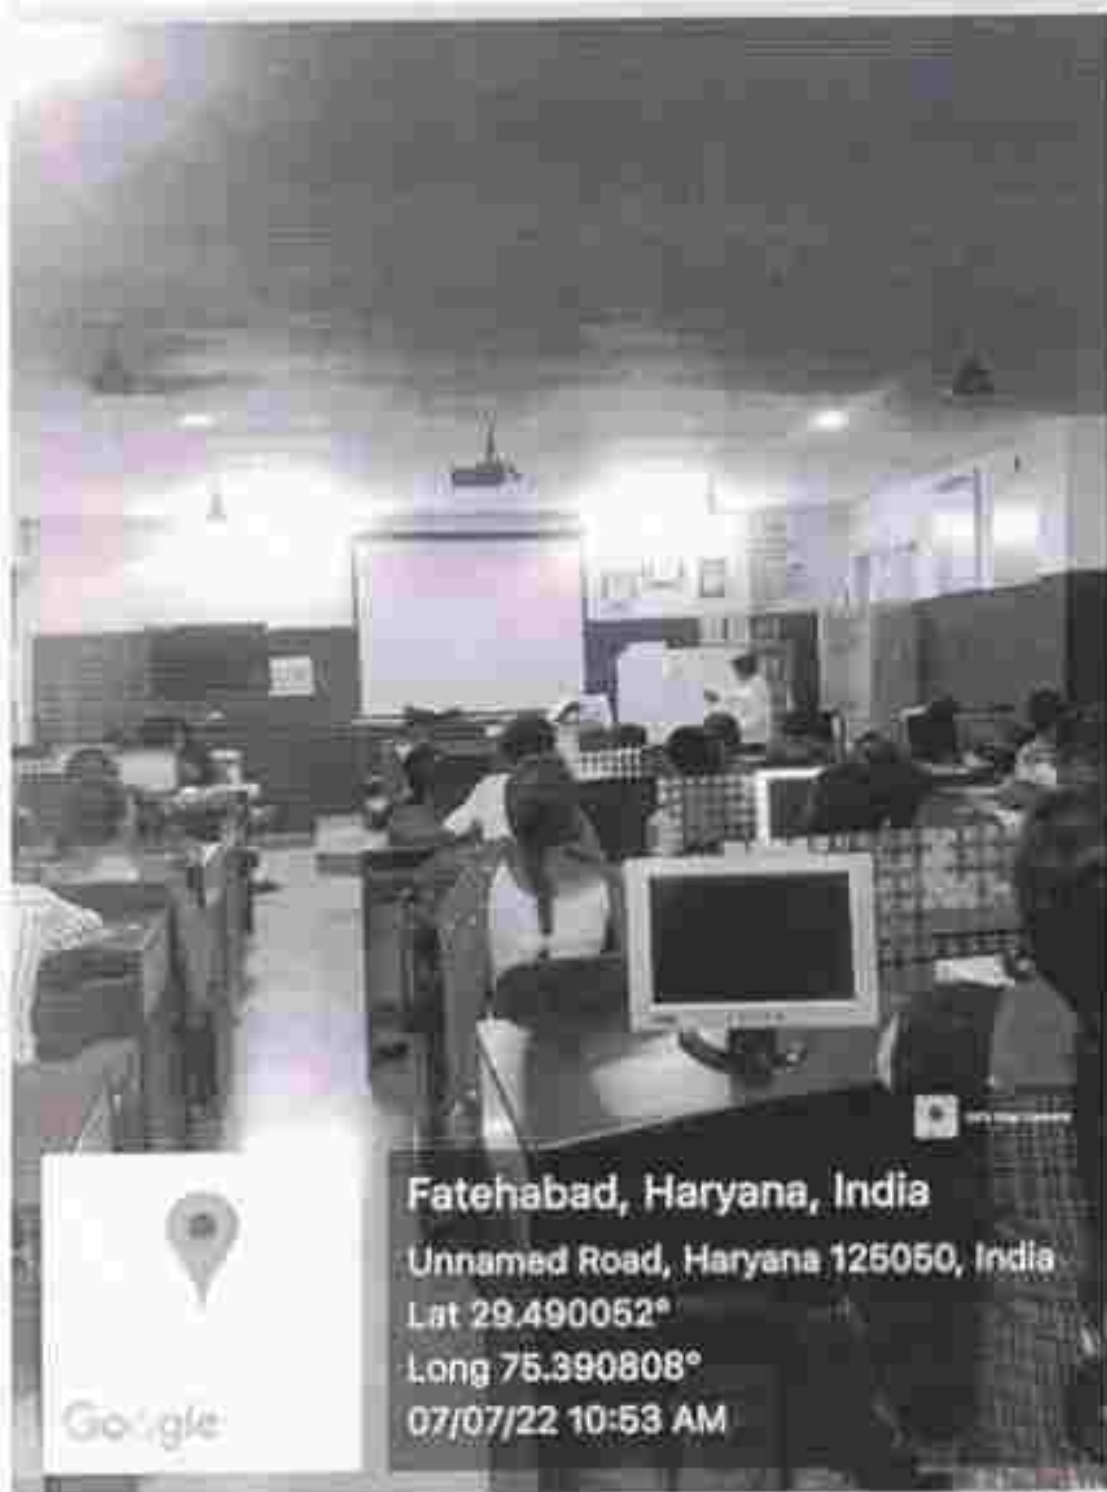 Fatehabad, Haryana, India
Unnamed Road, Haryana 125050, India
Lat 29.490052°
Long 75.390808°
07/07/22 10:53 AM
Google